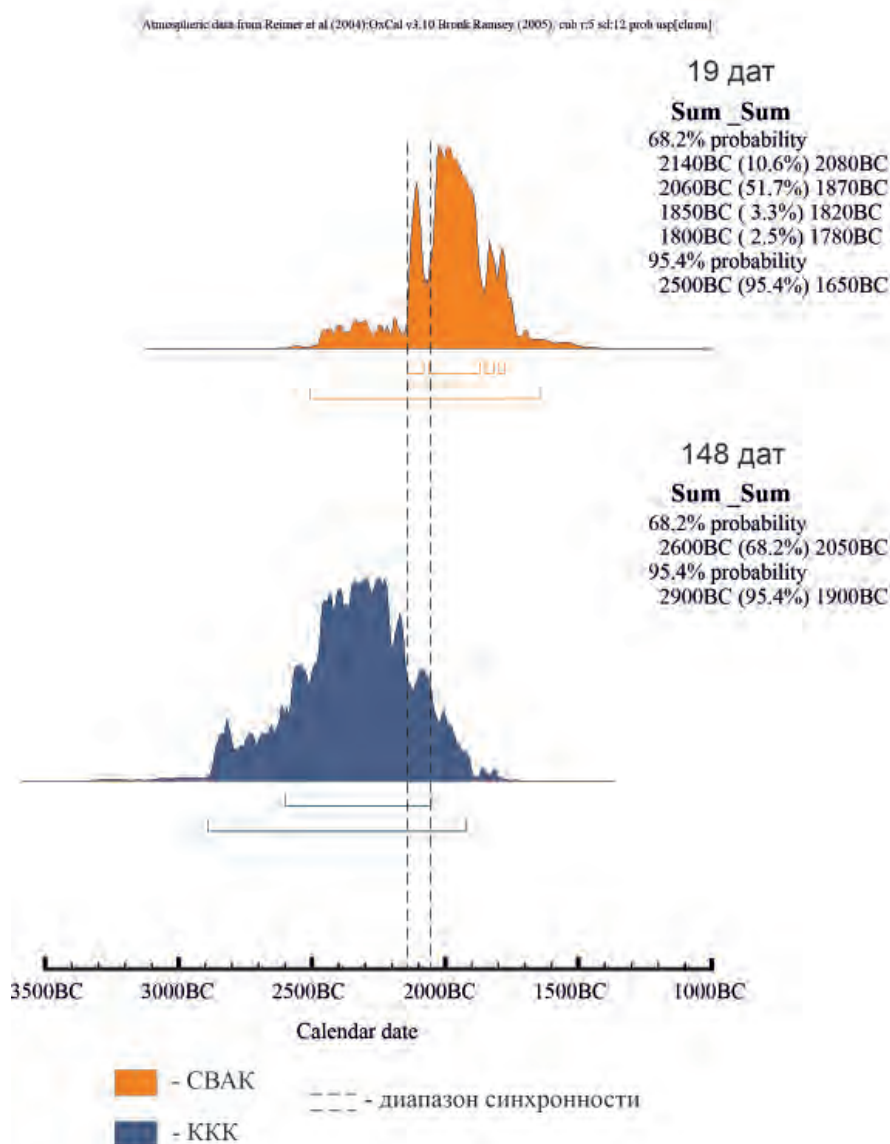 Atmospheric data from Reimer et al (2004);OxCal v3.10 Bronk Ramsey (2005); cub r:5 sd:12 prob usp[chron]
19 дат
Sum _Sum
68.2% probability
2140BC (10.6%) 2080BC
2060BC (51.7%) 1870BC
1850BC ( 3.3%) 1820BC
1800BC ( 2.5%) 1780BC
95.4% probability
2500BC (95.4%) 1650BC
148 дат
Sum _Sum
68.2% probability
2600BC (68.2%) 2050BC
95.4% probability
2900BC (95.4%) 1900BC
3500BC 3000BC 2500BC 2000BC 1500BC 1000BC
Calendar date
- СВАК
- диапазон синхронности
- ККК